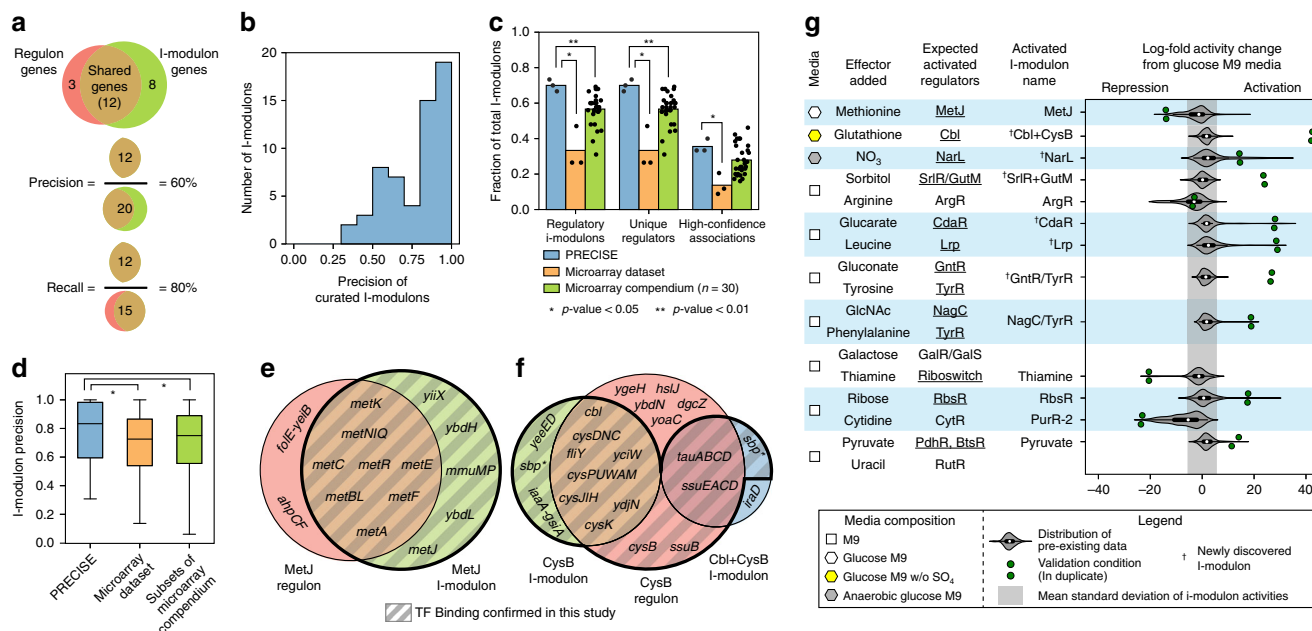 a
Regulon
genes
I-modulon
genes
3
Shared
genes
(12)
8
12
Precision =
= 60%
20
12
Recall =
= 80%
15
b
Number of I-modulons
20
15
10
5
0
0.00
0.25
0.50
0.75
1.00
Precision of
curated I-modulons
c
Fraction of total I-modulons
1.0
0.8
0.6
0.4
0.2
0.0
**
*
**
*
*
Regulatory
i-modulons
Unique
regulators
High-confidence
associations
PRECISE
Microarray dataset
Microarray compendium (n = 30)
* p-value < 0.05
** p-value < 0.01
d
I-modulon precision
1.0
0.8
0.6
0.4
0.2
0.0
*
*
PRECISE
Microarray
dataset
Subsets of
microarray
compendium
e
folE-yeiB
ampCF
metK
metNIQ
metC
metR
metE
metBL
metF
metA
yiiX
ybdH
mmuMP
ybdL
metJ
MetJ
regulon
MetJ
I-modulon
TF Binding confirmed in this study
f
yeeED
sbp*
iaaA-gsiA
cbl
cysDNC
fliY
yciW
cysPUWAM
cysJIH
ydjN
cysK
ygeH
hslJ
ybdN
dgcZ
yoaC
tauABCD
ssuEACD
sbp*
iraD
cysB
ssuB
CysB
I-modulon
CysB
regulon
Cbl+CysB
I-modulon
g
Media
Effector
added
Expected
activated
regulators
Activated
I-modulon
name
Log-fold activity change
from glucose M9 media
Repression
Activation
Methionine
MetJ
MetJ
Glutathione
Cbl
†Cbl+CysB
NO3
NarL
†NarL
Sorbitol
SrlR/GutM
†SrlR+GutM
Arginine
ArgR
ArgR
Glucarate
CdaR
†CdaR
Leucine
Lrp
†Lrp
Gluconate
GntR
†GntR/TyrR
Tyrosine
TyrR
GlcNAc
NagC
NagC/TyrR
Phenylalanine
TyrR
Galactose
GalR/GalS
Thiamine
Riboswitch
Thiamine
Ribose
RbsR
RbsR
Cytidine
CytR
PurR-2
Pyruvate
PdhR, BtsR
Pyruvate
Uracil
RutR
−40
−20
0
20
40
Media composition
M9
Glucose M9
Glucose M9 w/o SO4
Anaerobic glucose M9
Legend
Distribution of
pre-existing data
Validation condition
(In duplicate)
† Newly discovered
I-modulon
Mean standard deviation of i-modulon activities